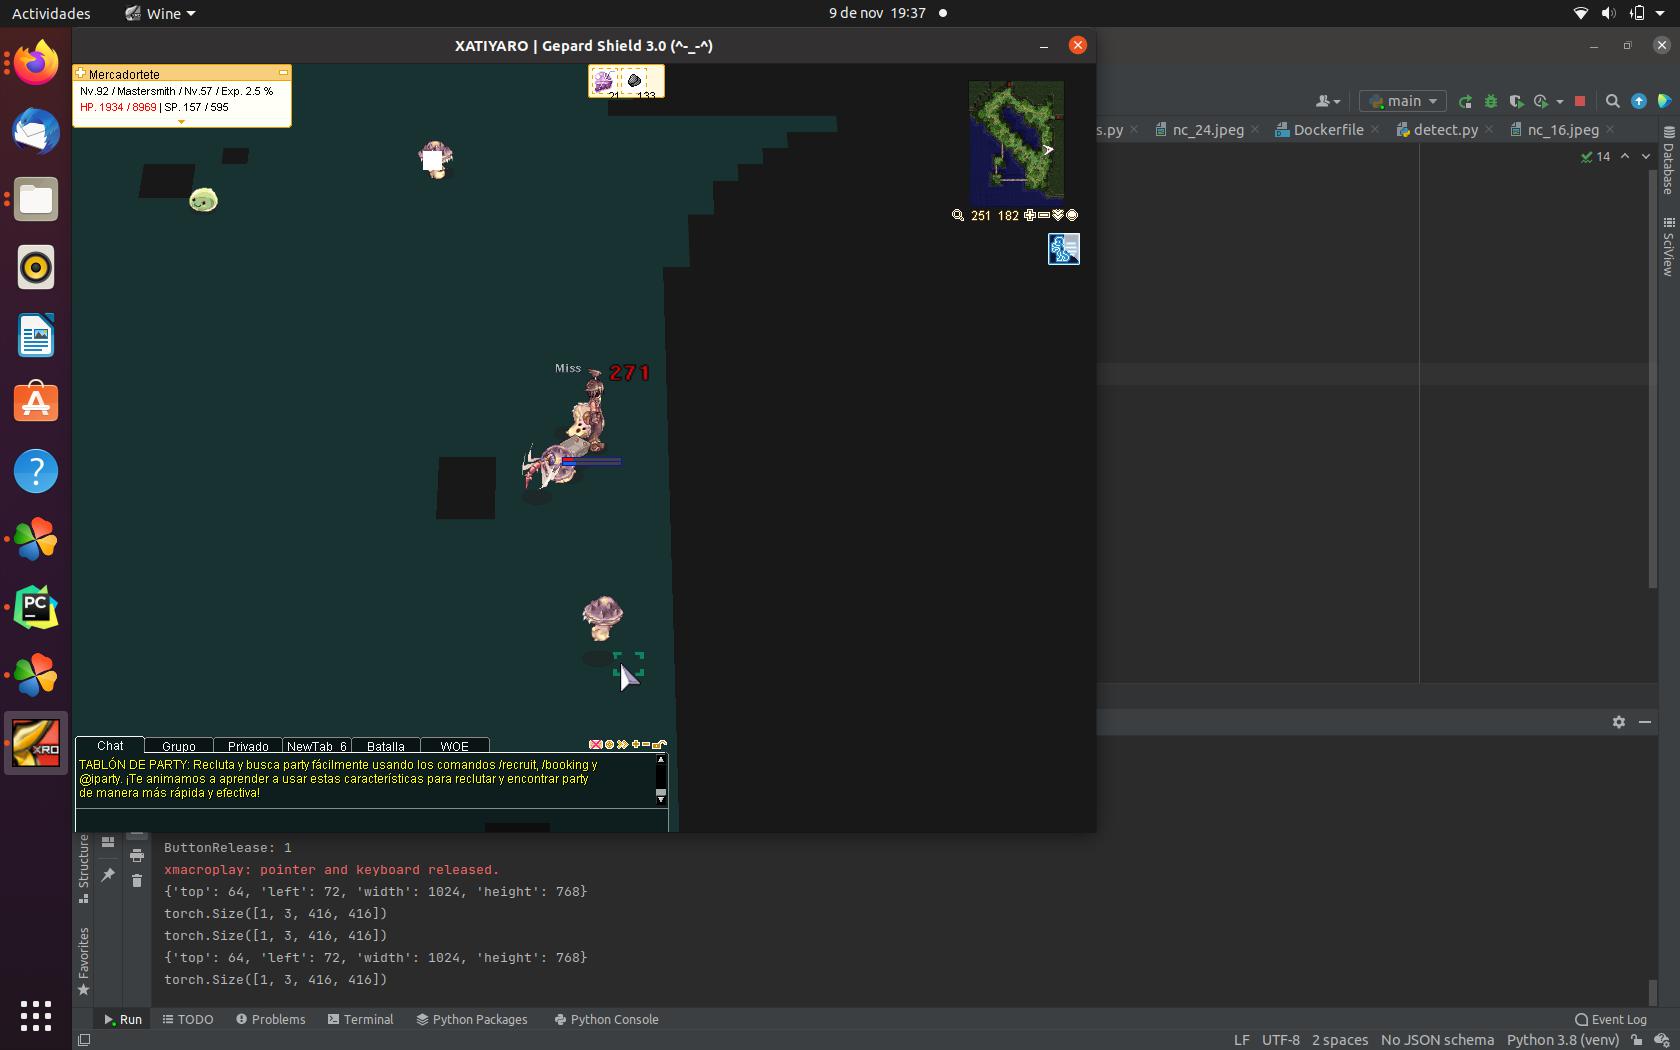 Actividades
Wine
9 de nov 19:37
XATIYARO | Gepard Shield 3.0 (^-_-^)
Mercadortete
Nv.92 / Mastersmith / Nv.57 / Exp. 2.5 %
HP. 1934 / 8969 | SP. 157 / 595
21
133
251 182
main
s.py
nc_24.jpeg
Dockerfile
detect.py
nc_16.jpeg
14
Database
SciView
Miss
271
PC
XRO
Chat
Grupo
Privado
NewTab_6
Batalla
WOE
TABLÓN DE PARTY: Recluta y busca party fácilmente usando los comandos /recruit, /booking y
@iparty. ¡Te animamos a aprender a usar estas características para reclutar y encontrar party
de manera más rápida y efectiva!
Structure
Favorites
ButtonRelease: 1
xmacroplay: pointer and keyboard released.
{'top': 64, 'left': 72, 'width': 1024, 'height': 768}
torch.Size([1, 3, 416, 416])
torch.Size([1, 3, 416, 416])
{'top': 64, 'left': 72, 'width': 1024, 'height': 768}
torch.Size([1, 3, 416, 416])
Run
TODO
Problems
Terminal
Python Packages
Python Console
Event Log
LF
UTF-8
2 spaces
No JSON schema
Python 3.8 (venv)